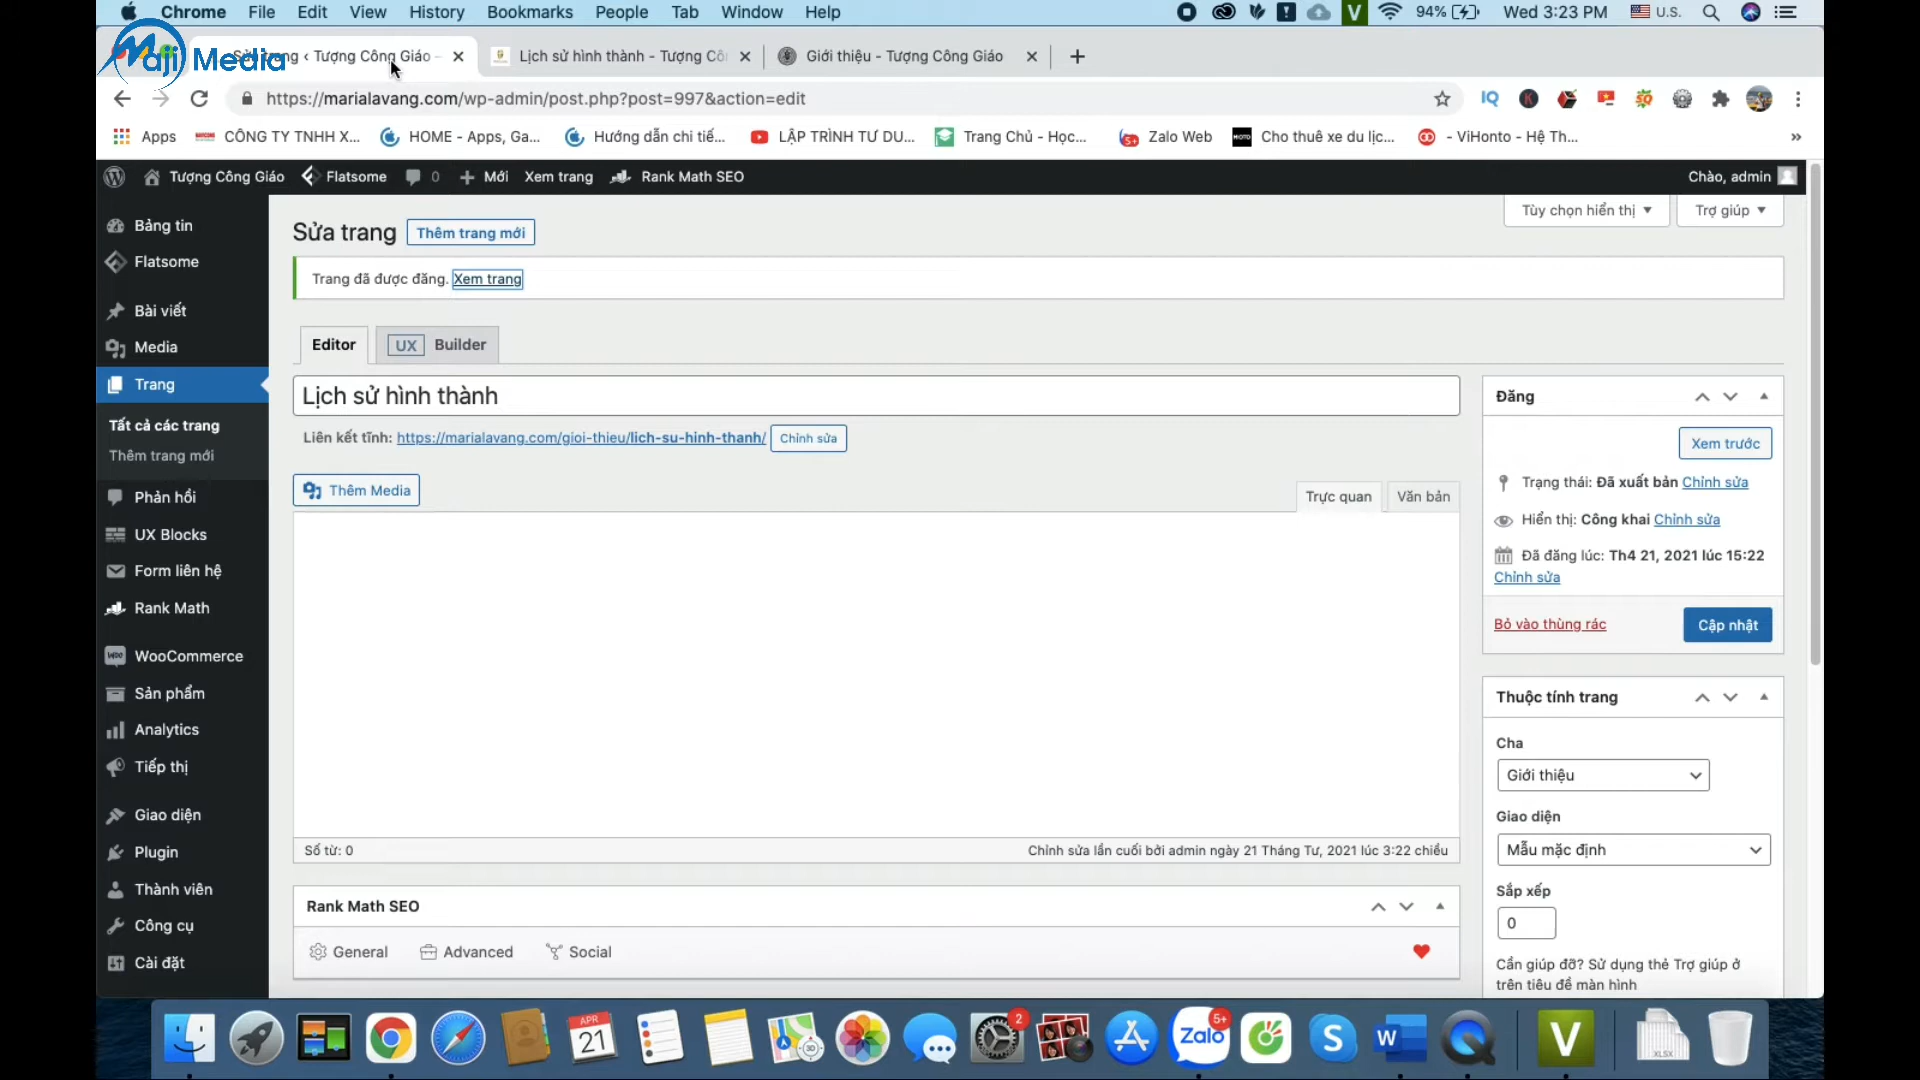 Chrome File Edit View History Bookmarks People Tab Window Help
V 94% Wed 3:23 PM U.S.
Maji Media
‹ Tượng Công Giáo –
Lịch sử hình thành - Tượng Cô
Giới thiệu - Tượng Công Giáo
https://marialavang.com/wp-admin/post.php?post=997&action=edit
Apps CÔNG TY TNHH X... HOME - Apps, Ga... Hướng dẫn chi tiế... LẬP TRÌNH TƯ DU... Trang Chủ - Học... Zalo Web Cho thuê xe du lịc... - ViHonto - Hệ Th... »
Tượng Công Giáo Flatsome 0 Mới Xem trang Rank Math SEO Chào, admin
Tùy chọn hiển thị Trợ giúp
Bảng tin
Flatsome
Bài viết
Media
Trang
Tất cả các trang
Thêm trang mới
Phản hồi
UX Blocks
Form liên hệ
Rank Math
WooCommerce
Sản phẩm
Analytics
Tiếp thị
Giao diện
Plugin
Thành viên
Công cụ
Cài đặt
Sửa trang Thêm trang mới
Trang đã được đăng. Xem trang
Editor UX Builder
Lịch sử hình thành
Liên kết tĩnh: https://marialavang.com/gioi-thieu/lich-su-hinh-thanh/ Chỉnh sửa
Thêm Media
Trực quan Văn bản
Số từ: 0
Chỉnh sửa lần cuối bởi admin ngày 21 Tháng Tư, 2021 lúc 3:22 chiều
Rank Math SEO
General Advanced Social
Đăng
Xem trước
Trạng thái: Đã xuất bản Chỉnh sửa
Hiển thị: Công khai Chỉnh sửa
Đã đăng lúc: Th4 21, 2021 lúc 15:22
Chỉnh sửa
Bỏ vào thùng rác Cập nhật
Thuộc tính trang
Cha
Giới thiệu
Giao diện
Mẫu mặc định
Sắp xếp
0
Cần giúp đỡ? Sử dụng thẻ Trợ giúp ở
trên tiêu đề màn hình
APR
21
2
Zalo
5+
S
W
V
XLSX